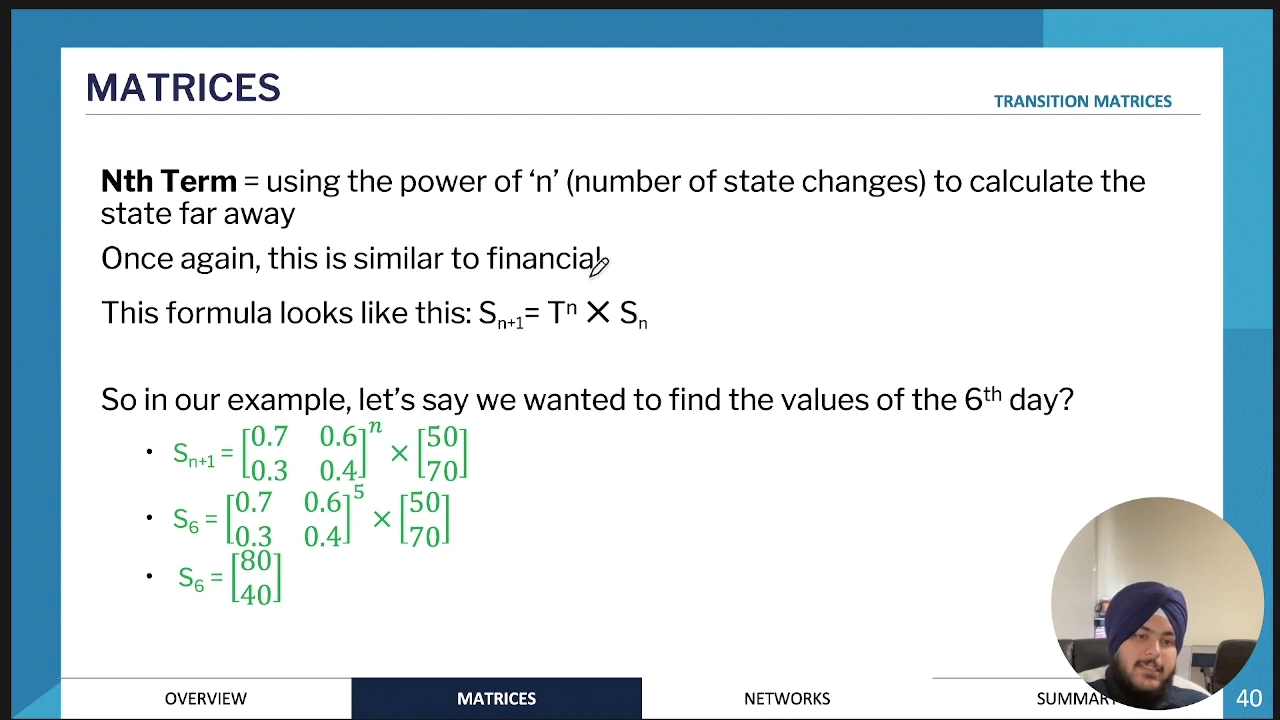 MATRICES
TRANSITION MATRICES
Nth Term = using the power of ‘n’ (number of state changes) to calculate the
state far away
Once again, this is similar to financial
This formula looks like this: Sₙ₊₁= Tⁿ ✕ Sₙ
So in our example, let’s say we wanted to find the values of the 6ᵗʰ day?
• Sₙ₊₁ = [0.7 0.6; 0.3 0.4]ⁿ × [50; 70]
• S₆ = [0.7 0.6; 0.3 0.4]⁵ × [50; 70]
• S₆ = [80; 40]
OVERVIEW
MATRICES
NETWORKS
SUMMAR
40